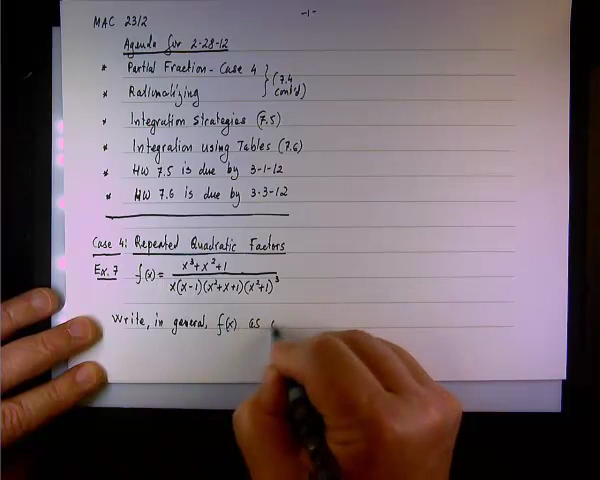 MAC 2312
-1-
Agenda for 2-28-12
* Partial Fraction - Case 4 } (7.4
* Rationalizing cont'd)
* Integration Strategies (7.5)
* Integration using Tables (7.6)
* HW 7.5 is due by 3-1-12
* HW 7.6 is due by 3-3-12
Case 4: Repeated Quadratic Factors
Ex. 7 f(x) = x³+x²+1 / x(x-1)(x²+x+1)(x²+1)³
Write, in general, f(x) as